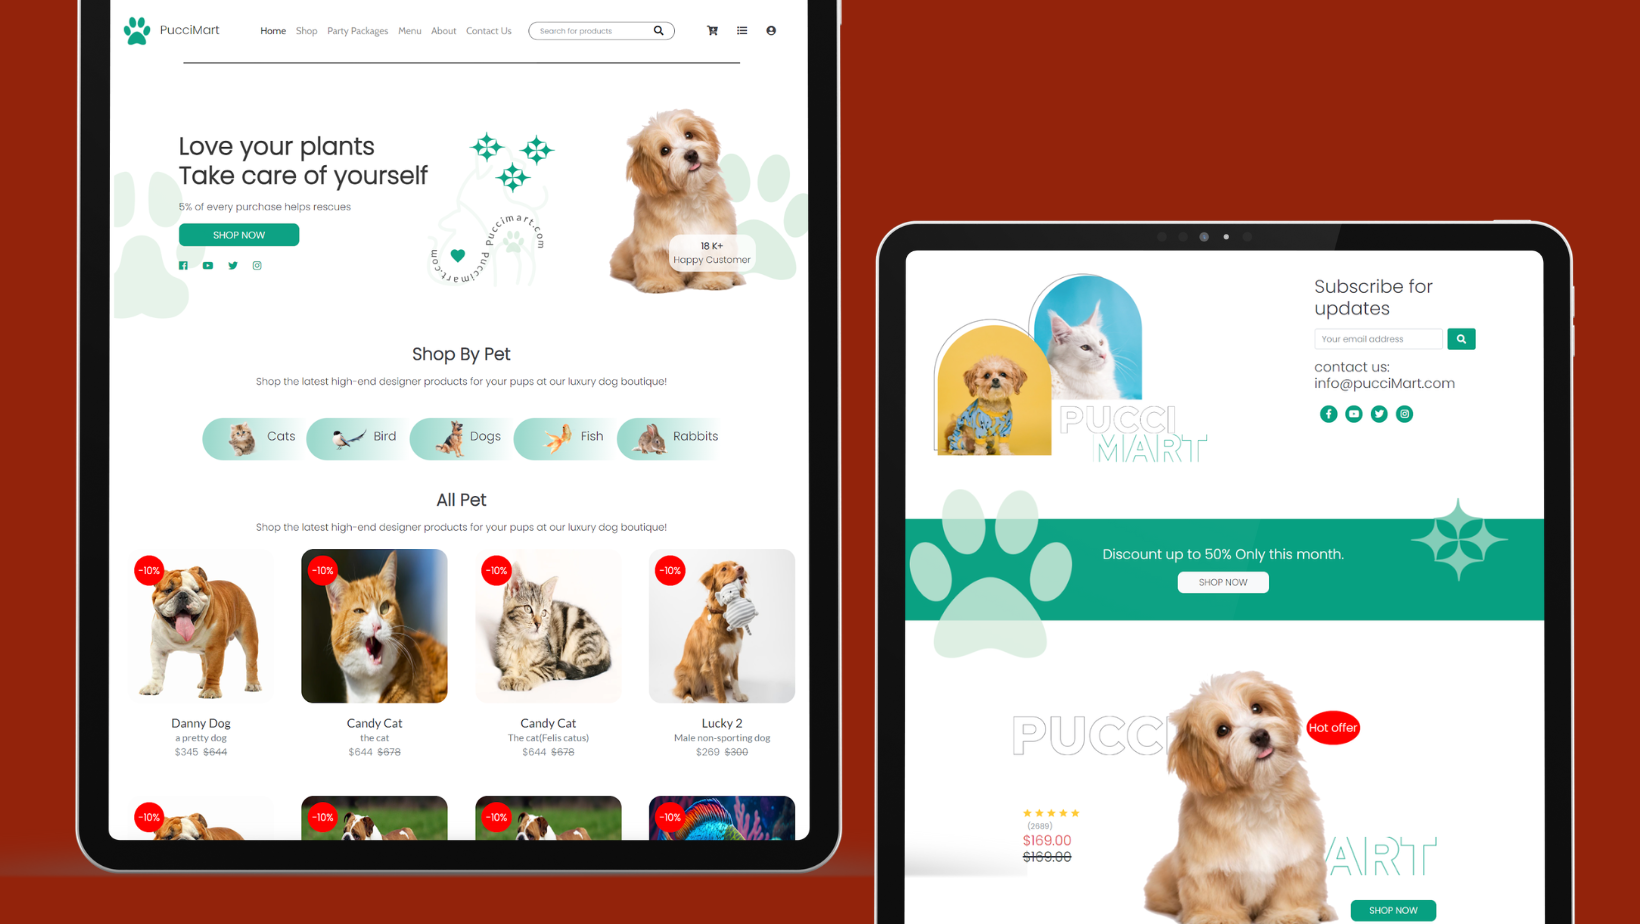 PucciMart
Home Shop Party Packages Menu About Contact Us
Search for products
Love your plants
Take care of yourself
5% of every purchase helps rescues
SHOP NOW
Puccimart.com Puccimart.com
18 K+
Happy Customer
Shop By Pet
Shop the latest high-end designer products for your pups at our luxury dog boutique!
Cats Bird Dogs Fish Rabbits
All Pet
Shop the latest high-end designer products for your pups at our luxury dog boutique!
-10% -10% -10% -10%
Danny Dog
a pretty dog
$345 $644
Candy Cat
the cat
$644 $678
Candy Cat
The cat(Felis catus)
$644 $678
Lucky 2
Male non-sporting dog
$269 $300
-10% -10% -10% -10%
PUCCI
MART
Subscribe for
updates
Your email address
contact us:
info@pucciMart.com
Discount up to 50% Only this month.
SHOP NOW
PUCCI
Hot offer
(2689)
$169.00
$169.00
ART
SHOP NOW